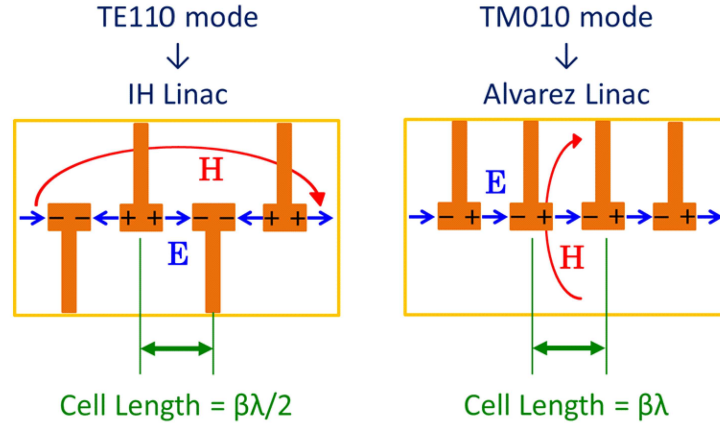 TE110 mode
IH Linac
H
− − + + − − + +
E
Cell Length = βλ/2
TM010 mode
Alvarez Linac
E
− + − + − + − +
H
Cell Length = βλ